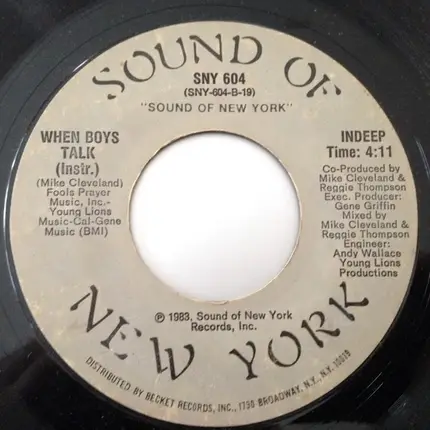 SOUND OF
SNY 604
(SNY-604-B-19)
"SOUND OF NEW YORK"
WHEN BOYS
TALK
(Instr.)
(Mike Cleveland)
Fools Prayer
Music, Inc.-
Young Lions
Music-Cal-Gene
Music (BMI)
INDEEP
Time: 4:11
Co-Produced by
Mike Cleveland &
Reggie Thompson
Exec. Producer:
Gene Griffin
Mixed by
Mike Cleveland &
Reggie Thompson
Engineer:
Andy Wallace
Young Lions
Productions
℗ 1983, Sound of New York
Records, Inc.
NEW YORK
DISTRIBUTED BY BECKET RECORDS, INC., 1790 BROADWAY, N.Y., N.Y. 10019